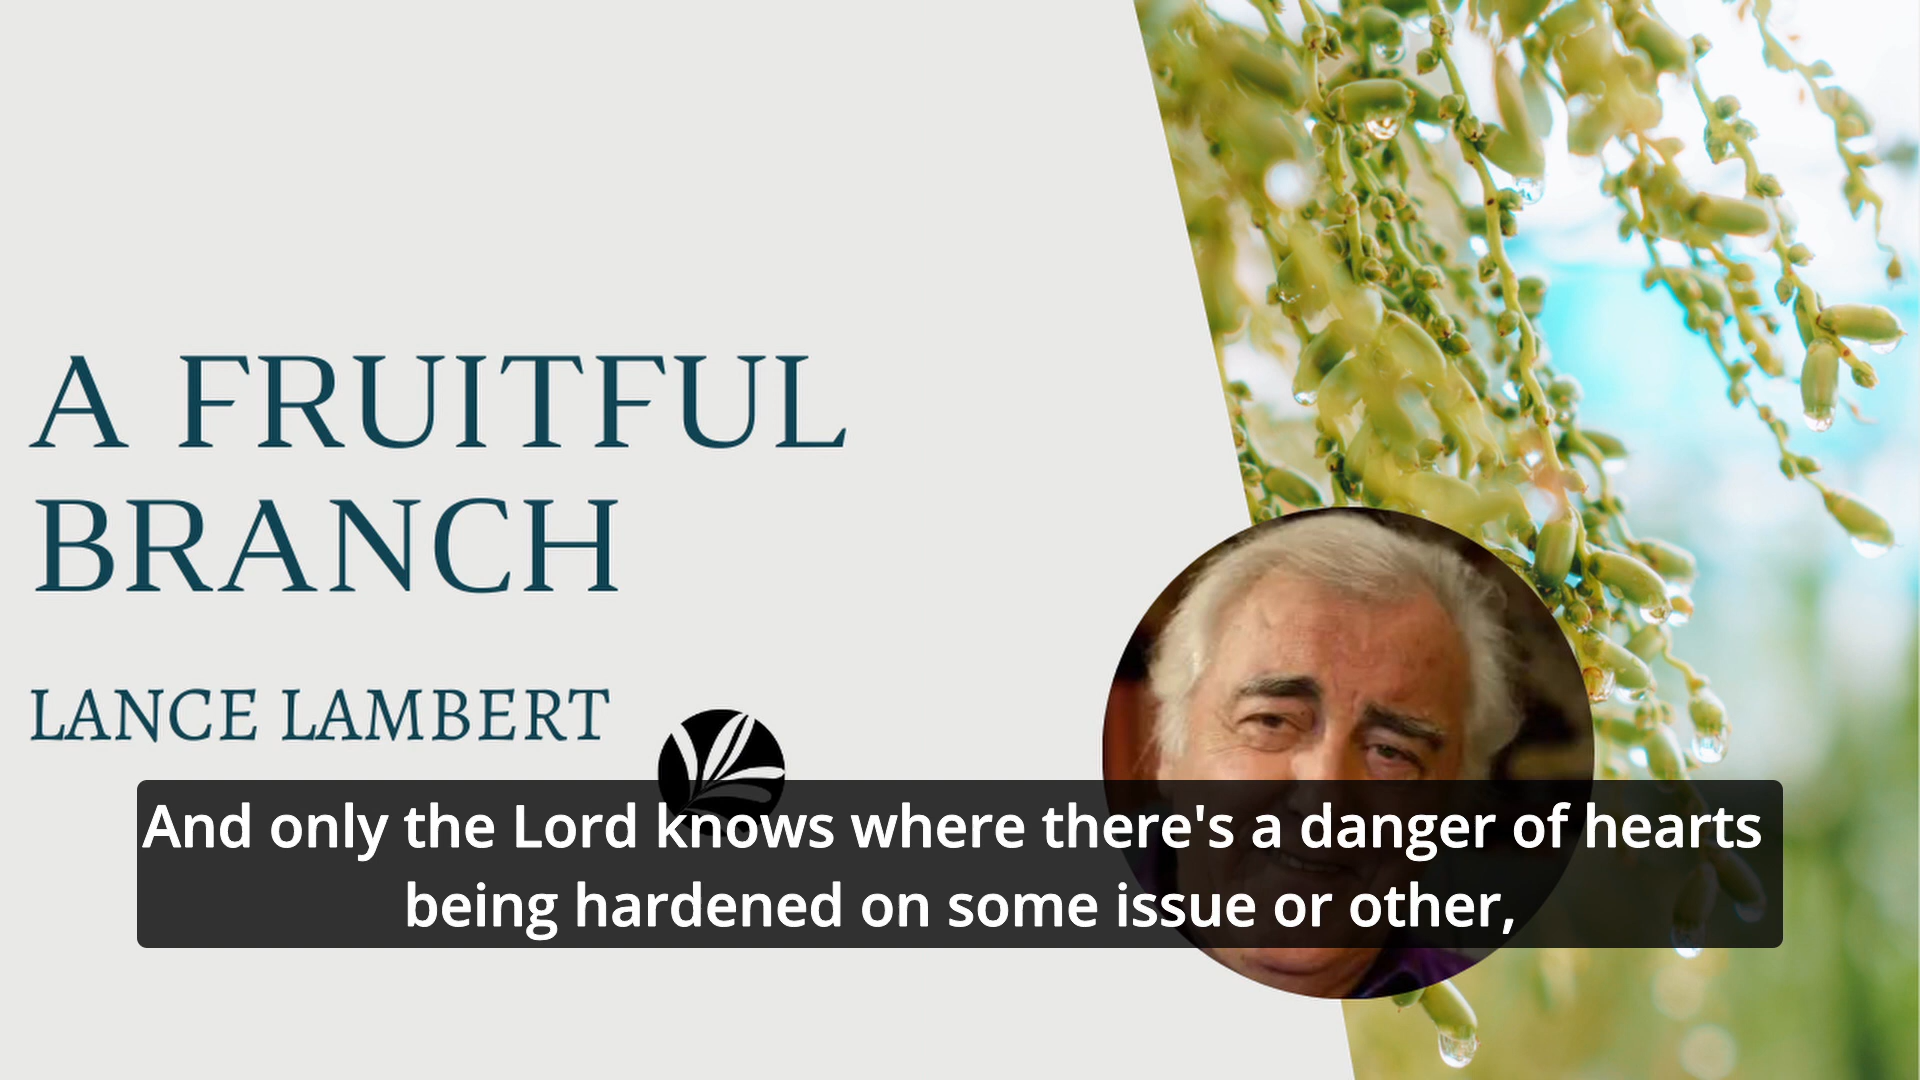 A FRUITFUL
BRANCH
LANCE LAMBERT
And only the Lord knows where there's a danger of hearts
being hardened on some issue or other,